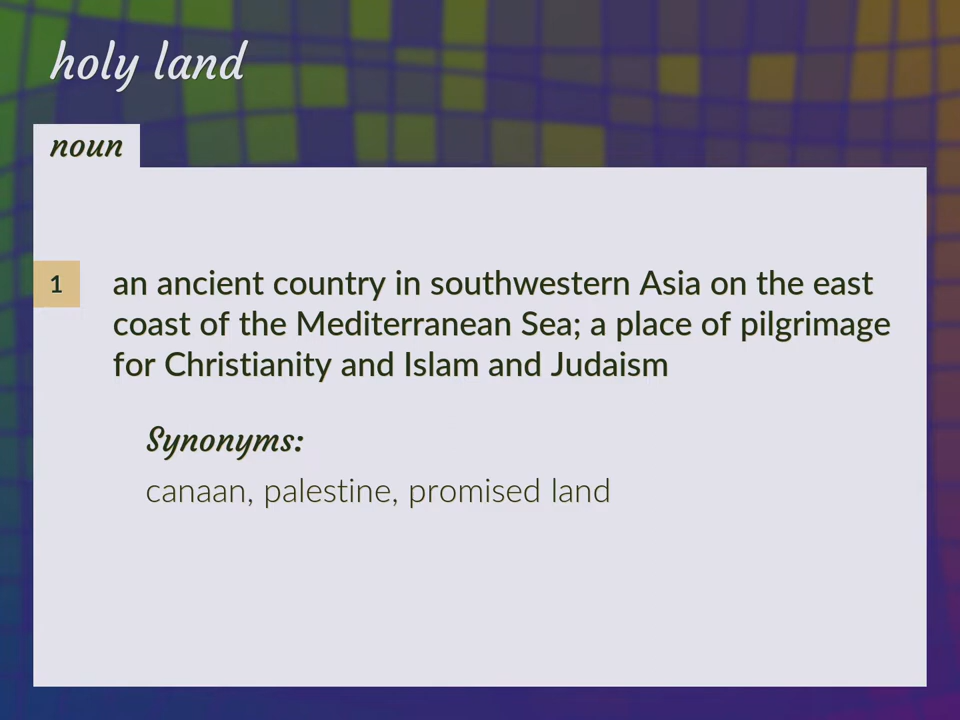 holy land
noun
1
an ancient country in southwestern Asia on the east
coast of the Mediterranean Sea; a place of pilgrimage
for Christianity and Islam and Judaism
Synonyms:
canaan, palestine, promised land